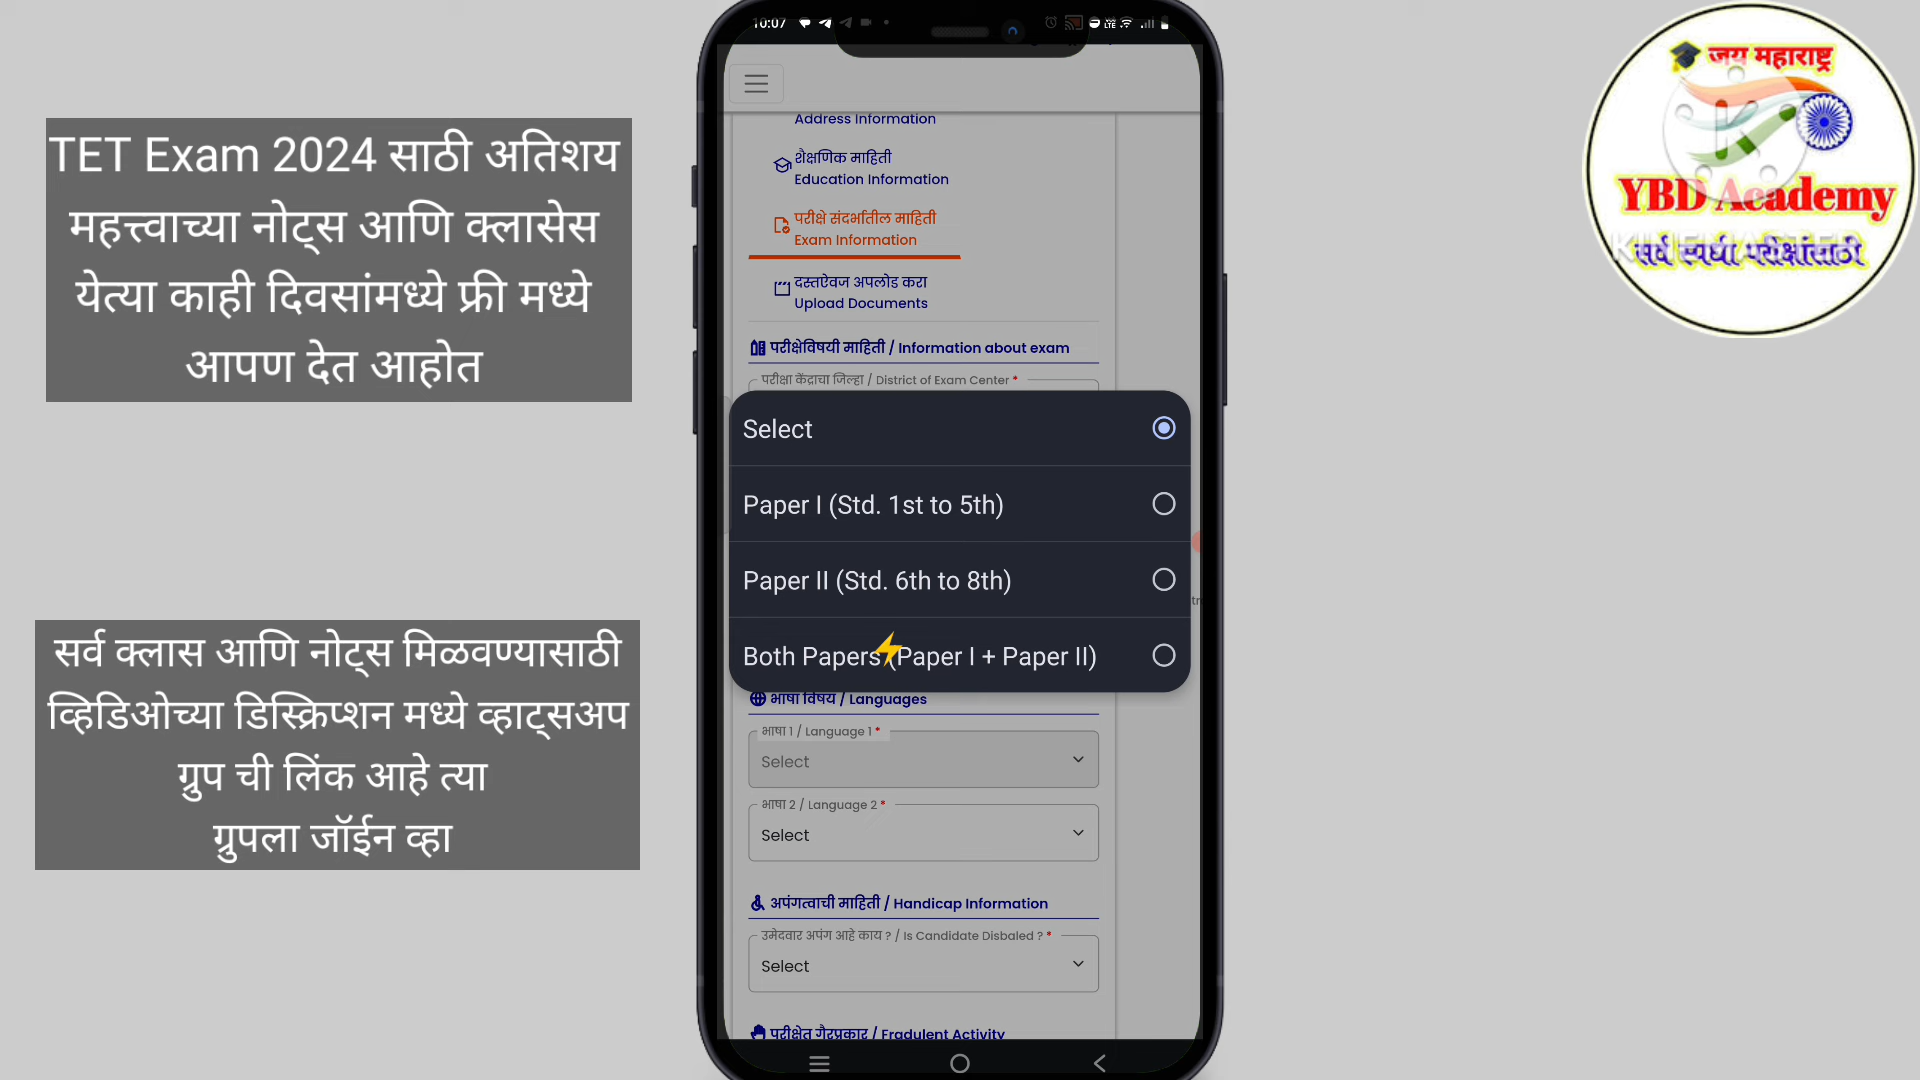 TET Exam 2024 साठी अतिशय
महत्त्वाच्या नोट्स आणि क्लासेस
येत्या काही दिवसांमध्ये फ्री मध्ये
आपण देत आहोत
सर्व क्लास आणि नोट्स मिळवण्यासाठी
व्हिडिओच्या डिस्क्रिप्शन मध्ये व्हाट्सअप
ग्रुप ची लिंक आहे त्या
ग्रुपला जॉईन व्हा
10:07
LTE
Address Information
शैक्षणिक माहिती
Education Information
परीक्षे संदर्भातील माहिती
Exam Information
दस्तऐवज अपलोड करा
Upload Documents
परीक्षेविषयी माहिती / Information about exam
परीक्षा केंद्राचा जिल्हा / District of Exam Center *
Select
Paper I (Std. 1st to 5th)
Paper II (Std. 6th to 8th)
Both Papers (Paper I + Paper II)
भाषा विषय / Languages
भाषा 1 / Language 1 *
Select
भाषा 2 / Language 2 *
Select
अपंगत्वाची माहिती / Handicap Information
उमेदवार अपंग आहे काय ? / Is Candidate Disbaled ? *
Select
परीक्षेत गैरप्रकार / Fradulent Activity
जय महाराष्ट्र
YBD Academy
सर्व स्पर्धा परीक्षांसाठी